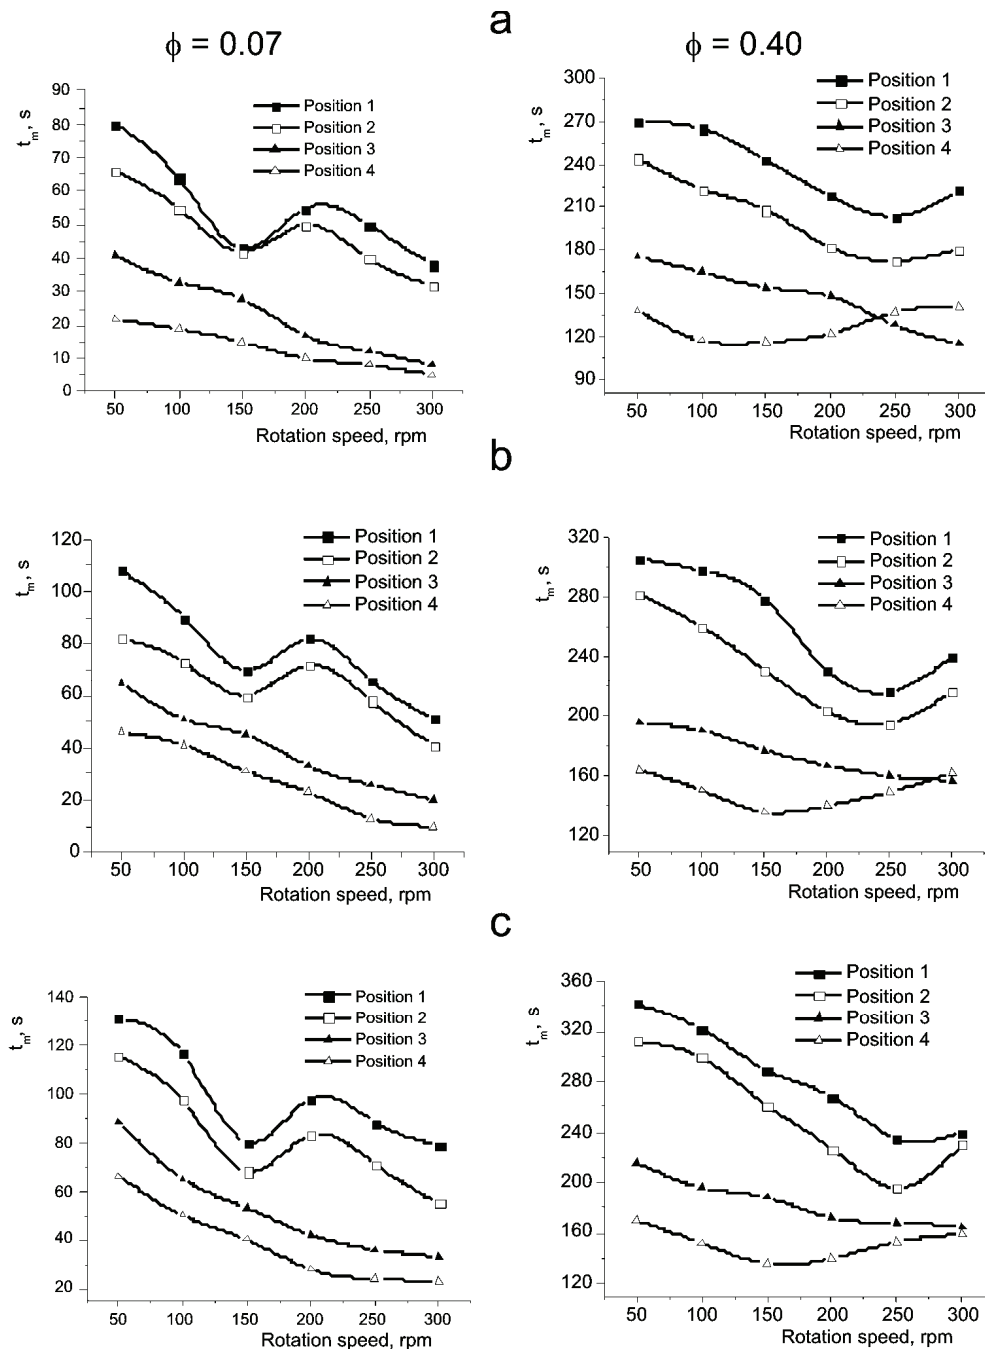 a
ϕ = 0.07
ϕ = 0.40
t_m, s
90
80
70
60
50
40
30
20
10
0
Position 1
Position 2
Position 3
Position 4
50 100 150 200 250 300
Rotation speed, rpm
t_m, s
300
270
240
210
180
150
120
90
Position 1
Position 2
Position 3
Position 4
50 100 150 200 250 300
Rotation speed, rpm
b
t_m, s
120
100
80
60
40
20
0
Position 1
Position 2
Position 3
Position 4
50 100 150 200 250 300
Rotation speed, rpm
t_m, s
320
280
240
200
160
120
Position 1
Position 2
Position 3
Position 4
50 100 150 200 250 300
Rotation speed, rpm
c
t_m, s
140
120
100
80
60
40
20
Position 1
Position 2
Position 3
Position 4
50 100 150 200 250 300
Rotation speed, rpm
t_m, s
360
320
280
240
200
160
120
Position 1
Position 2
Position 3
Position 4
50 100 150 200 250 300
Rotation speed, rpm